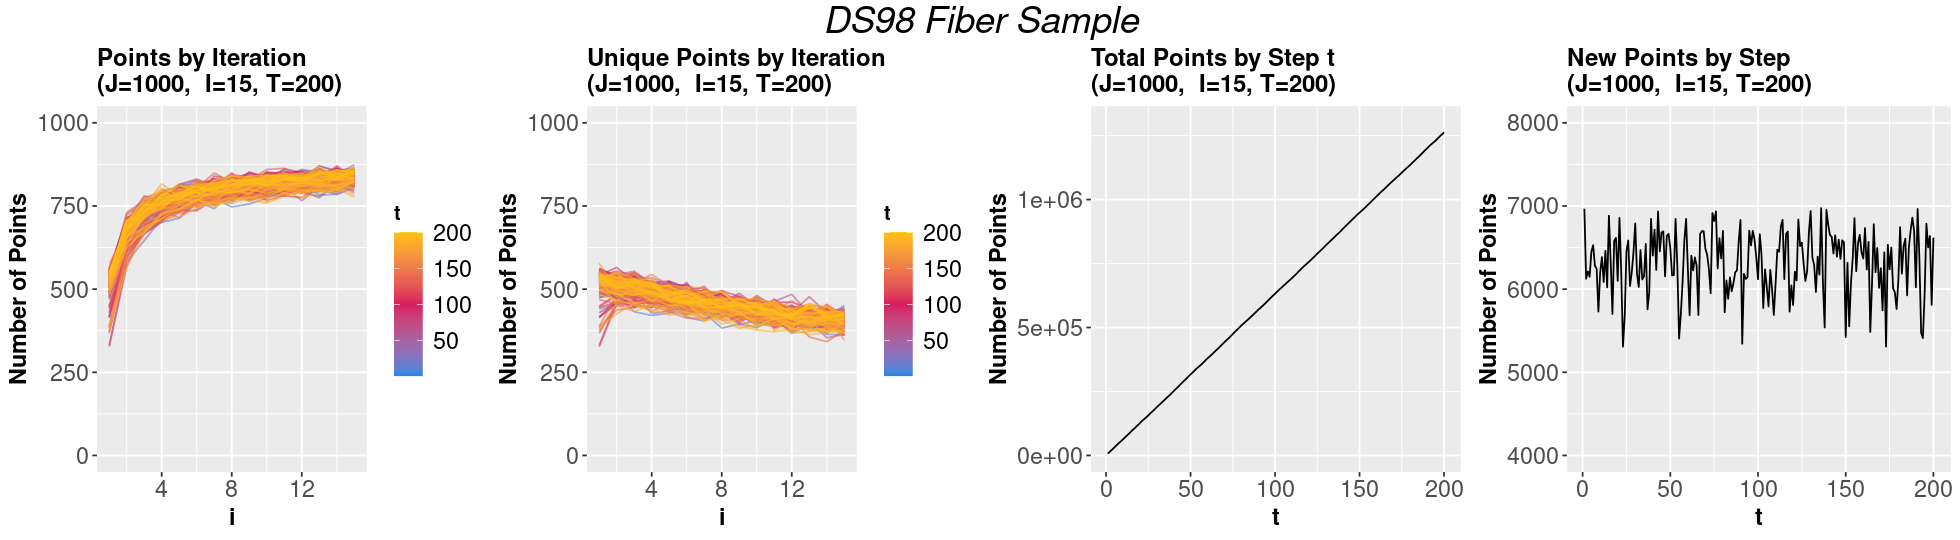 DS98 Fiber Sample
Points by Iteration
(J=1000,  I=15, T=200)
Number of Points
1000
750
500
250
0
4
8
12
i
t
200
150
100
50
Unique Points by Iteration
(J=1000,  I=15, T=200)
Number of Points
1000
750
500
250
0
4
8
12
i
t
200
150
100
50
Total Points by Step t
(J=1000,  I=15, T=200)
Number of Points
1e+06
5e+05
0e+00
0
50
100
150
200
t
New Points by Step
(J=1000,  I=15, T=200)
Number of Points
8000
7000
6000
5000
4000
0
50
100
150
200
t